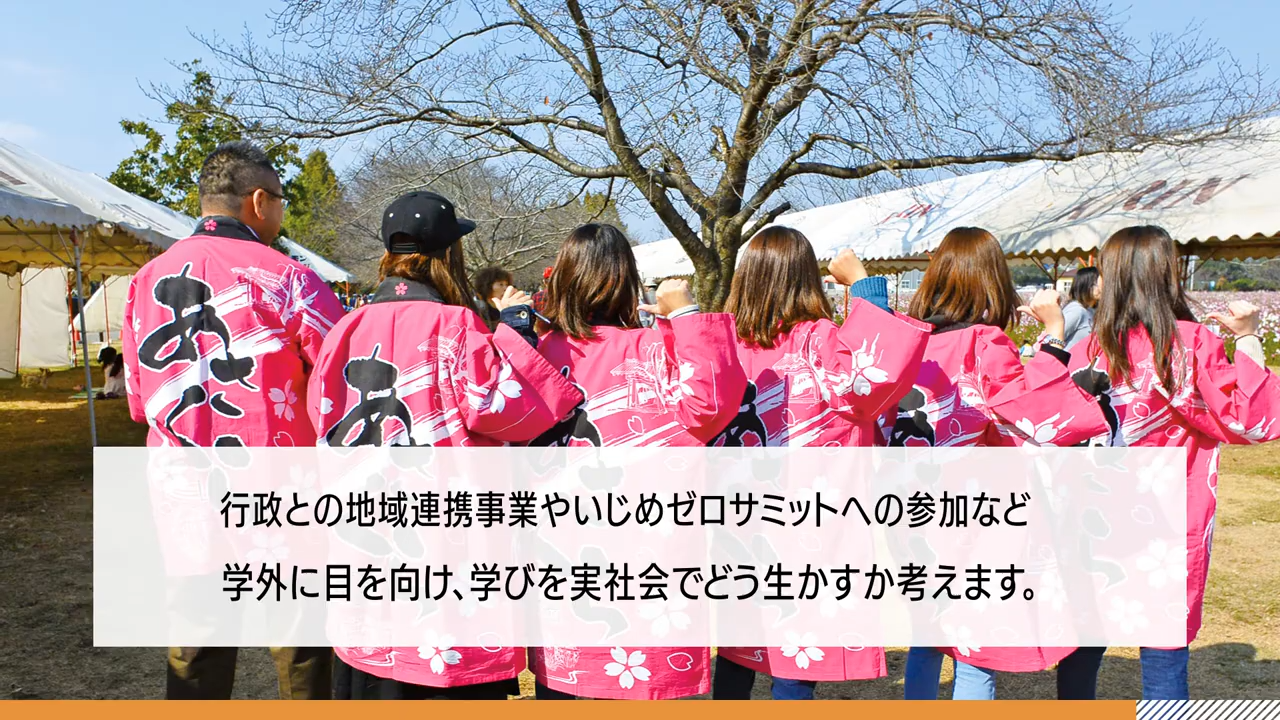 行政との地域連携事業やいじめゼロサミットへの参加など
学外に目を向け、学びを実社会でどう生かすか考えます。